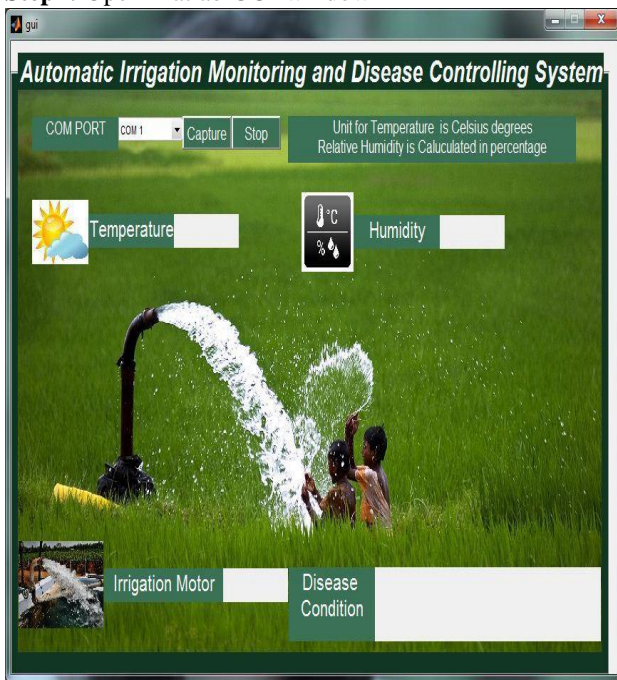 gui
Automatic Irrigation Monitoring and Disease Controlling System
COM PORT
COM 1
Capture
Stop
Unit for Temperature is Celsius degrees
Relative Humidity is Caluculated in percentage
Temperature
°C
%
Humidity
Irrigation Motor
Disease
Condition